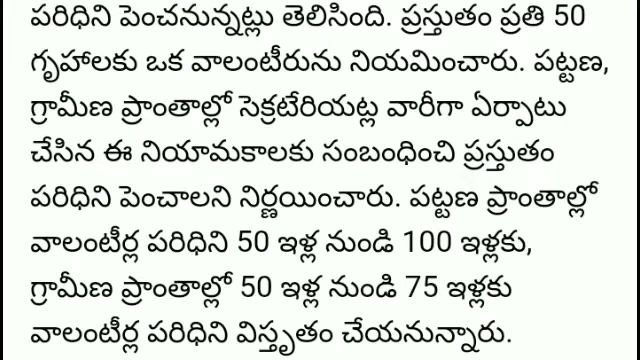 పరిధిని పెంచనున్నట్లు తెలిసింది. ప్రస్తుతం ప్రతి 50
గృహాలకు ఒక వాలంటీరును నియమించారు. పట్టణ,
గ్రామీణ ప్రాంతాల్లో సెక్రటేరియట్ల వారీగా ఏర్పాటు
చేసిన ఈ నియామకాలకు సంబంధించి ప్రస్తుతం
పరిధిని పెంచాలని నిర్ణయించారు. పట్టణ ప్రాంతాల్లో
వాలంటీర్ల పరిధిని 50 ఇళ్ల నుండి 100 ఇళ్లకు,
గ్రామీణ ప్రాంతాల్లో 50 ఇళ్ల నుండి 75 ఇళ్లకు
వాలంటీర్ల పరిధిని విస్తృతం చేయనున్నారు.